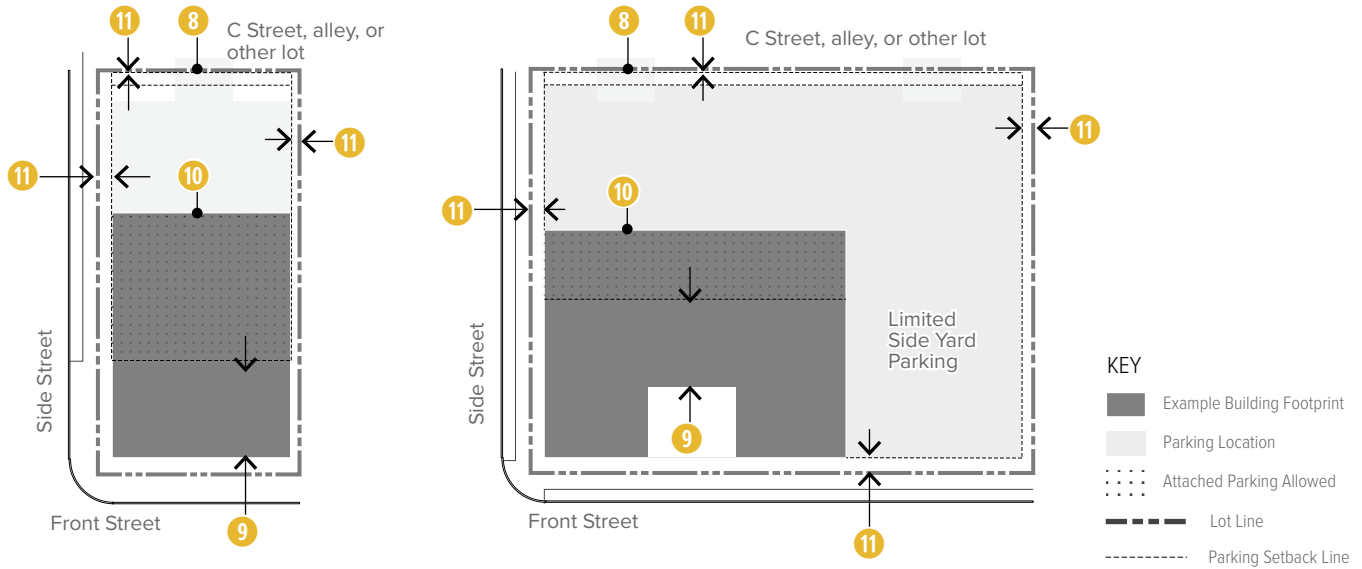 11
8
C Street, alley, or
other lot
11
11
10
Side Street
Front Street
9
8
11
C Street, alley, or other lot
11
10
11
Side Street
Limited
Side Yard
Parking
9
Front Street
11
KEY
Example Building Footprint
Parking Location
Attached Parking Allowed
Lot Line
Parking Setback Line